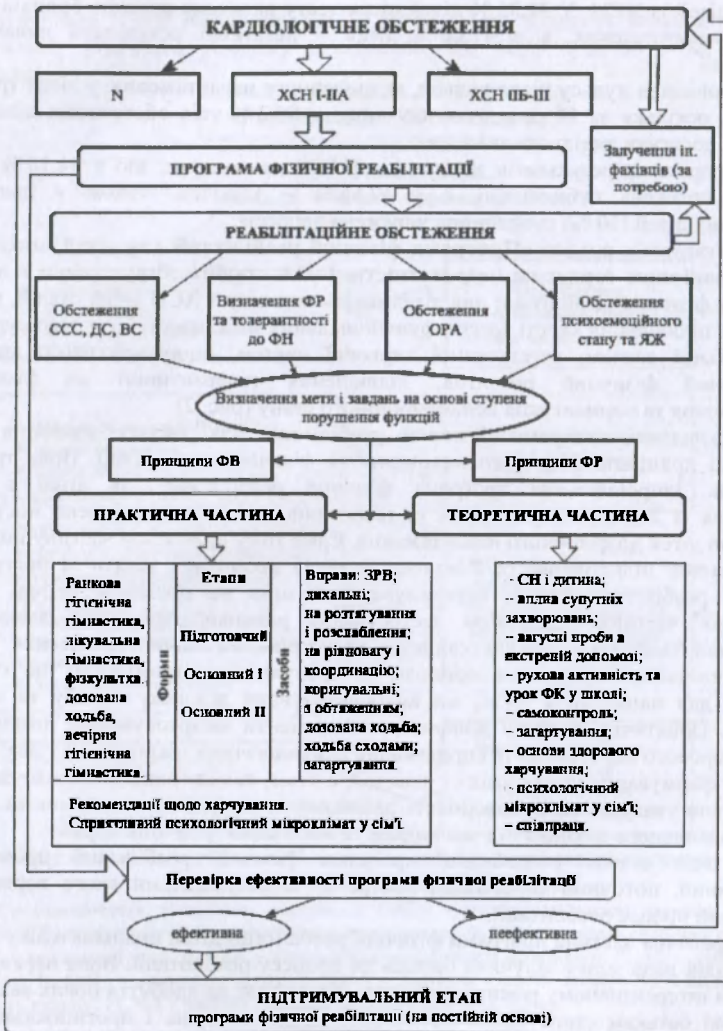 КАРДІОЛОГІЧНЕ ОБСТЕЖЕННЯ
N
ХСН ІІБ-ІІІ
Залучення ін.
фахівців (за
потребою)
ПРОГРАМА ФІЗИЧНОЇ РЕАБІЛІТАЦІЇ
РЕАБІЛІТАЦІЙНЕ ОБСТЕЖЕННЯ
Обстеження
ССС, ДС, ВС
Визначення ФР
та толерантності
до ФН
Обстеження
ОРА
Обстеження
емоційного
стану та ЯЖ
Визначення мети і завдань на основі ступеня
порушення функцій
Принципи ФВ
Принципи ФР
ПРАКТИЧНА ЧАСТИНА
ТЕОРЕТИЧНА ЧАСТИНА
Ранкова
гігієнічна
гімнастика,
лікувальна
гімнастика,
фізкультхв.
дозована
ходьба,
вечірня
гігієнічна
гімнастика.
Форми
Етапи
Підготовчий
Основний І
Основний ІІ
Засоби
Вправи: ЗРВ;
дихальні;
на розтягування
і розслаблення;
на рівновагу і
координацію;
коригувальні;
з обтяженням;
дозована ходьба;
ходьба сходами;
загартування.
Рекомендації щодо харчування.
Сприятливий психологічний мікроклімат у сім'ї.
– СН і дитина;
– вплив супутніх
захворювань;
– вагусні проби в
екстреній допомозі;
– рухова активність та
урок ФК у школі;
– самоконтроль;
– загартування;
– основи здорового
харчування;
– психологічний
мікроклімат у сім'ї;
– співпраця.
Перевірка ефективності програми фізичної реабілітації
ефективна
неефективна
ПІДТРИМУВАЛЬНИЙ ЕТАП
програми фізичної реабілітації (на постійній основі)